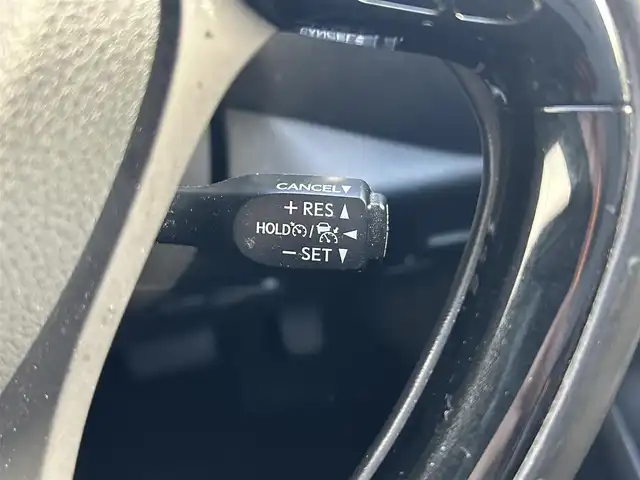 CANCEL▼
+ RES ▲
HOLD / ◄
− SET ▼